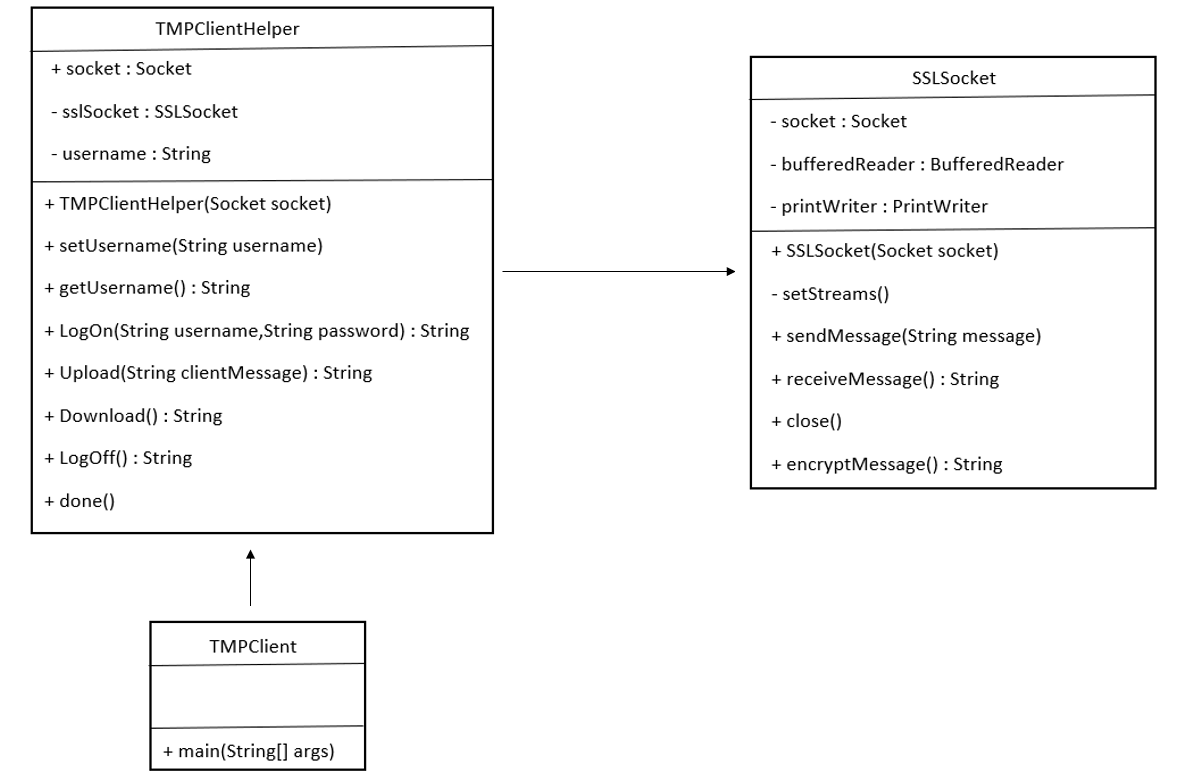 TMPClientHelper
+ socket : Socket
- sslSocket : SSLSocket
- username : String
+ TMPClientHelper(Socket socket)
+ setUsername(String username)
+ getUsername() : String
+ LogOn(String username,String password) : String
+ Upload(String clientMessage) : String
+ Download() : String
+ LogOff() : String
+ done()
SSLSocket
- socket : Socket
- bufferedReader : BufferedReader
- printWriter : PrintWriter
+ SSLSocket(Socket socket)
- setStreams()
+ sendMessage(String message)
+ receiveMessage() : String
+ close()
+ encryptMessage() : String
TMPClient
+ main(String[] args)